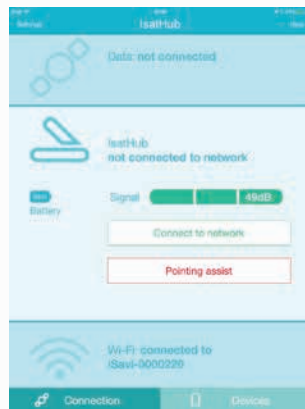 IsatHub
Data: not connected
IsatHub
not connected to network
Battery
Signal 49dB
Connect to network
Pointing assist
Wi-Fi: connected to
iSavi-0000220
Connection Devices